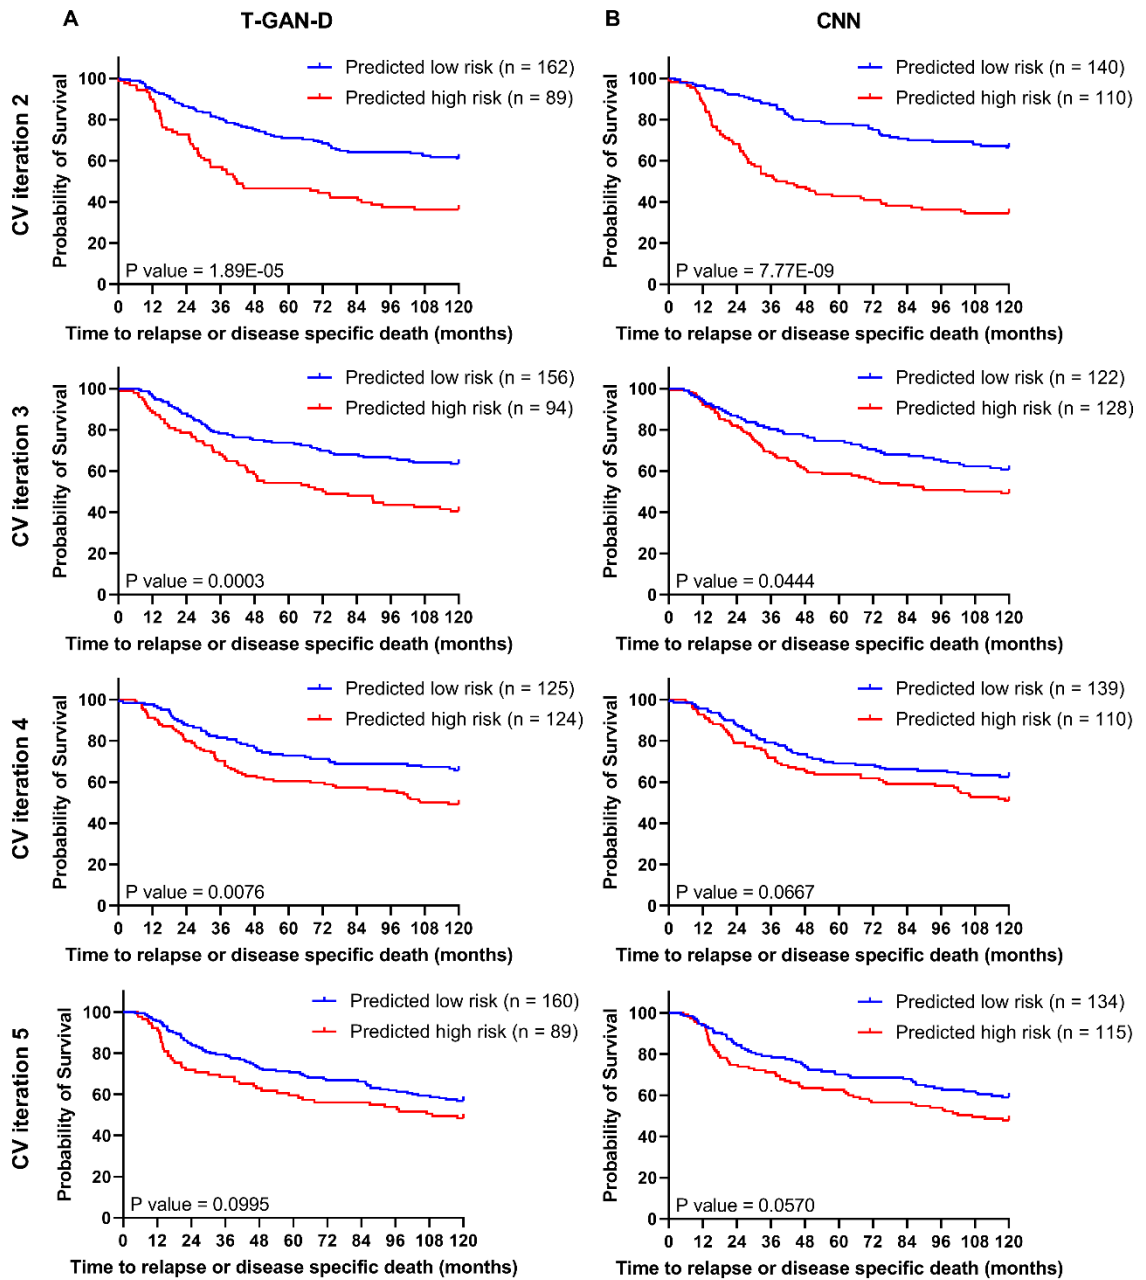 A
T-GAN-D
B
CNN
CV iteration 2
Probability of Survival
100
80
60
40
20
0
Predicted low risk (n = 162)
Predicted high risk (n = 89)
P value = 1.89E-05
0 12 24 36 48 60 72 84 96 108 120
Time to relapse or disease specific death (months)
Probability of Survival
100
80
60
40
20
0
Predicted low risk (n = 140)
Predicted high risk (n = 110)
P value = 7.77E-09
0 12 24 36 48 60 72 84 96 108 120
Time to relapse or disease specific death (months)
CV iteration 3
Probability of Survival
100
80
60
40
20
0
Predicted low risk (n = 156)
Predicted high risk (n = 94)
P value = 0.0003
0 12 24 36 48 60 72 84 96 108 120
Time to relapse or disease specific death (months)
Probability of Survival
100
80
60
40
20
0
Predicted low risk (n = 122)
Predicted high risk (n = 128)
P value = 0.0444
0 12 24 36 48 60 72 84 96 108 120
Time to relapse or disease specific death (months)
CV iteration 4
Probability of Survival
100
80
60
40
20
0
Predicted low risk (n = 125)
Predicted high risk (n = 124)
P value = 0.0076
0 12 24 36 48 60 72 84 96 108 120
Time to relapse or disease specific death (months)
Probability of Survival
100
80
60
40
20
0
Predicted low risk (n = 139)
Predicted high risk (n = 110)
P value = 0.0667
0 12 24 36 48 60 72 84 96 108 120
Time to relapse or disease specific death (months)
CV iteration 5
Probability of Survival
100
80
60
40
20
0
Predicted low risk (n = 160)
Predicted high risk (n = 89)
P value = 0.0995
0 12 24 36 48 60 72 84 96 108 120
Time to relapse or disease specific death (months)
Probability of Survival
100
80
60
40
20
0
Predicted low risk (n = 134)
Predicted high risk (n = 115)
P value = 0.0570
0 12 24 36 48 60 72 84 96 108 120
Time to relapse or disease specific death (months)